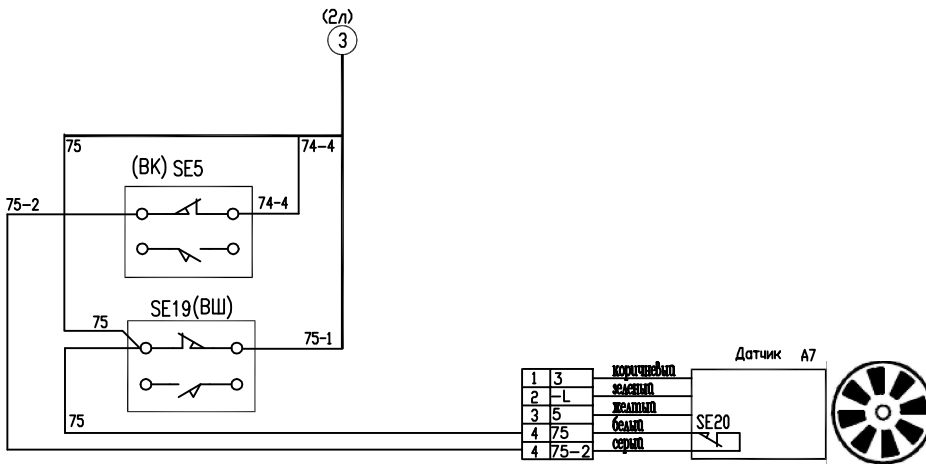 (2л)
3
75
74-4
(ВК) SE5
75-2
74-4
SE19(ВШ)
75
75-1
75
Датчик A7
1 3 коричневый
2 -L зеленый
3 5 желтый
4 75 белый SE20
4 75-2 серый